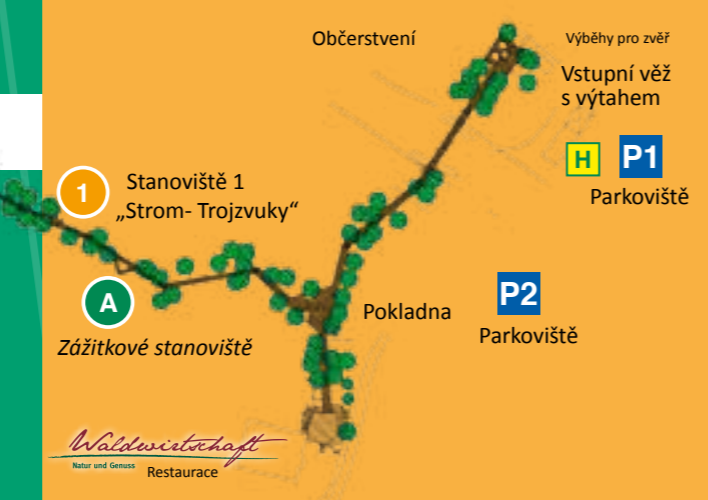 Občerstvení
Výběhy pro zvěř
Vstupní věž
s výtahem
H
P1
Parkoviště
1
Stanoviště 1
„Strom- Trojzvuky“
A
Zážitkové stanoviště
Pokladna
P2
Parkoviště
Waldwirtschaft
Natur und Genuss
Restaurace